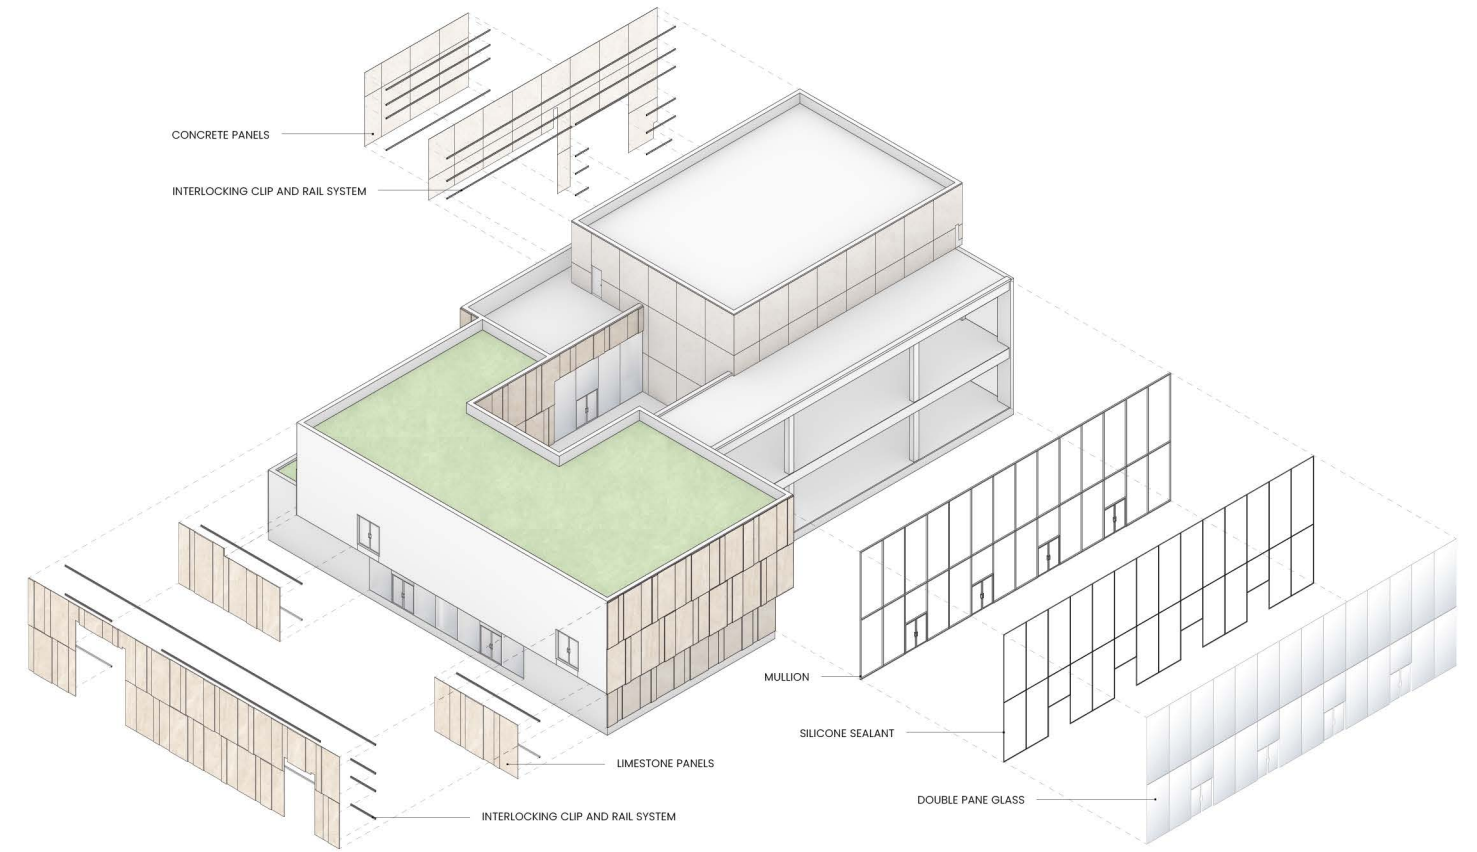 CONCRETE PANELS
INTERLOCKING CLIP AND RAIL SYSTEM
MULLION
SILICONE SEALANT
LIMESTONE PANELS
DOUBLE PANE GLASS
INTERLOCKING CLIP AND RAIL SYSTEM